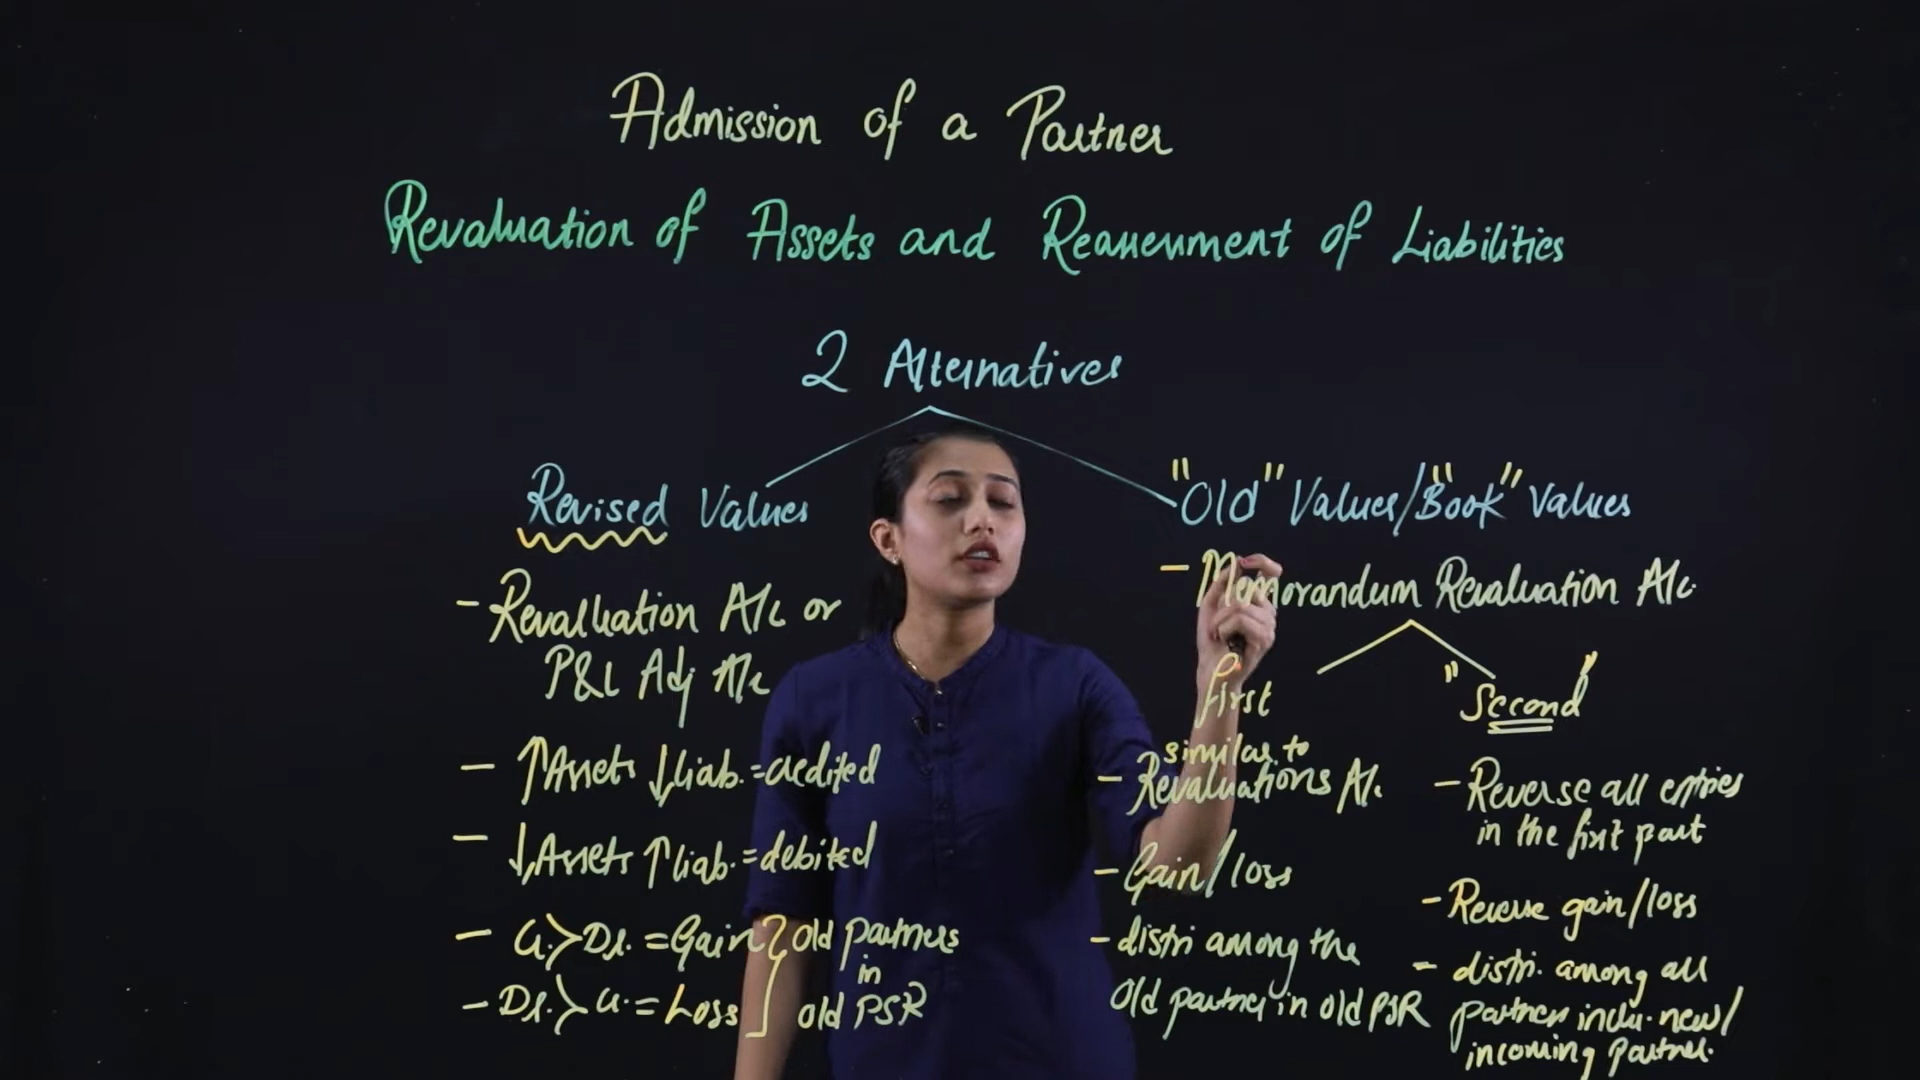 Admission of a Partner
Revaluation of Assets and Reassessment of Liabilities
2 Alternatives
Revised Values
- Revalluation A/c or
P&L Adj A/c
- ↑Assets ↓liab. = credited
- ↓Assets ↑liab. = debited
- Cr. > Dr. = Gain
- Dr. > Cr. = Loss
old partners
in
old PSR
"Old" Values/"Book" Values
- Memorandum Revaluation A/c
first
similar to
- Revaluations A/c
- Gain/loss
- distri among the
Old partner in old PSR
"Second"
- Reverse all entries
in the first part
- Reverse gain/loss
- distri. among all
partner inclu. new/
incoming partner.